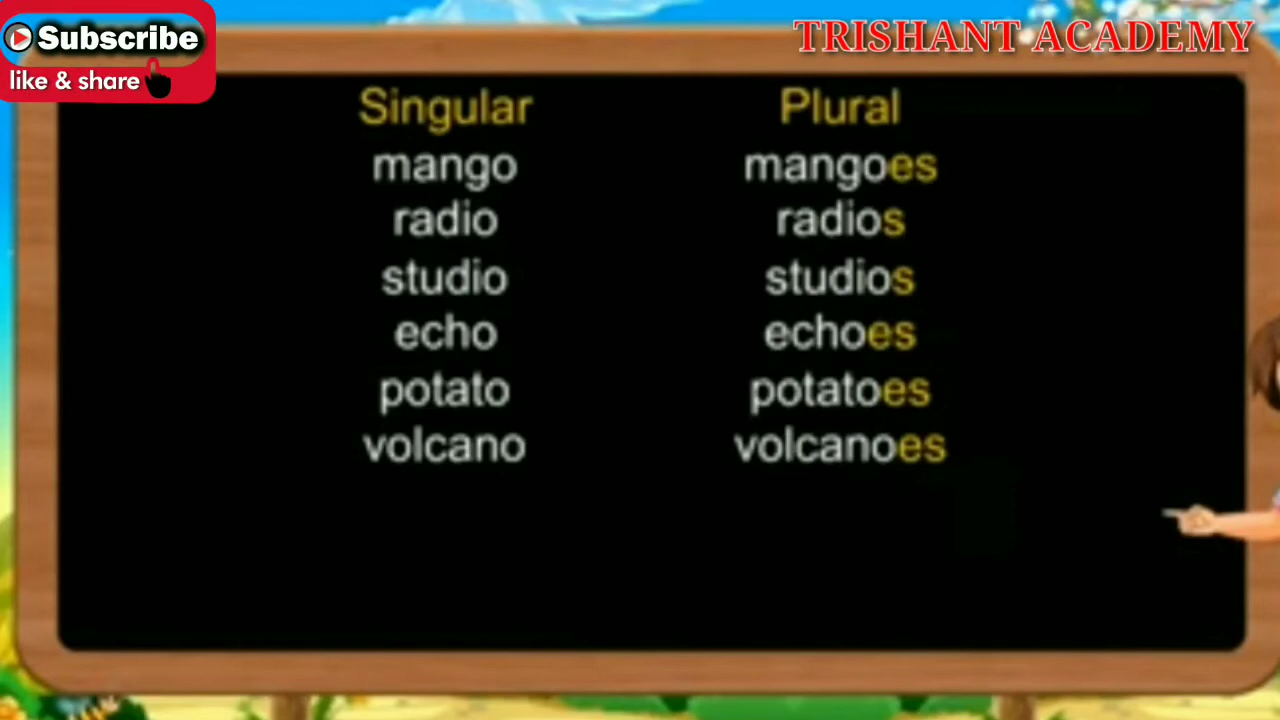 Subscribe
like & share
TRISHANT ACADEMY
Singular Plural
mango mangoes
radio radios
studio studios
echo echoes
potato potatoes
volcano volcanoes